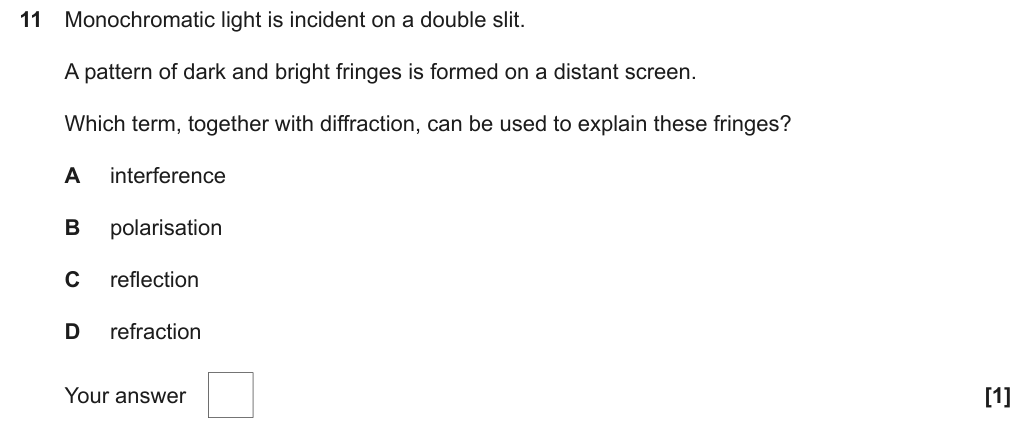 11 Monochromatic light is incident on a double slit.
A pattern of dark and bright fringes is formed on a distant screen.
Which term, together with diffraction, can be used to explain these fringes?
A interference
B polarisation
C reflection
D refraction
Your answer [1]